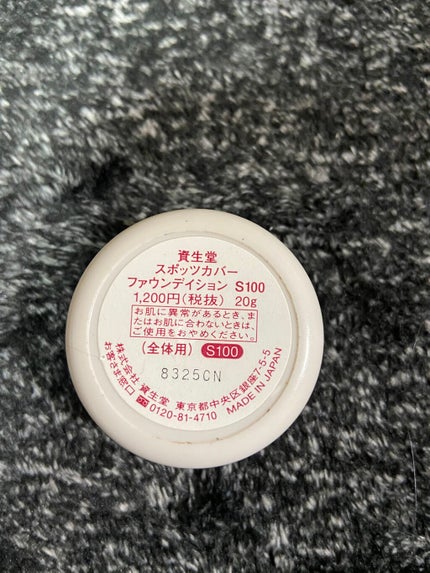 資生堂
スポッツカバー
ファウンデイション S100
1,200円(税抜) 20g
お肌に異常があるとき、ま
たはお肌に合わないときは、
ご使用をおやめください。
(全体用) S100
8325CN
株式会社 資生堂 東京都中央区銀座7-5-5
お客さま窓口 0120-81-4710 MADE IN JAPAN